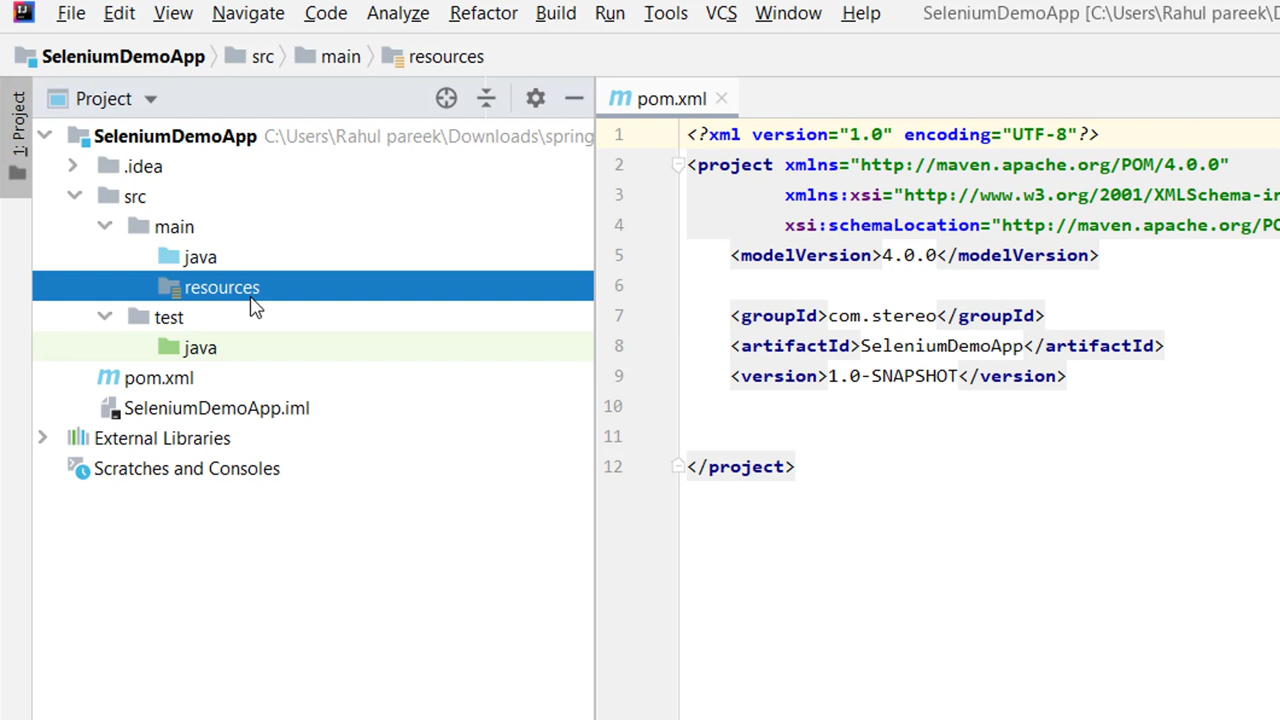 File Edit View Navigate Code Analyze Refactor Build Run Tools VCS Window Help SeleniumDemoApp [C:\Users\Rahul pareek\
SeleniumDemoApp src main resources
1: Project
Project
pom.xml
SeleniumDemoApp C:\Users\Rahul pareek\Downloads\spring
.idea
src
main
java
resources
test
java
pom.xml
SeleniumDemoApp.iml
External Libraries
Scratches and Consoles
1 <?xml version="1.0" encoding="UTF-8"?>
2 <project xmlns="http://maven.apache.org/POM/4.0.0"
3 xmlns:xsi="http://www.w3.org/2001/XMLSchema-in
4 xsi:schemaLocation="http://maven.apache.org/PO
5 <modelVersion>4.0.0</modelVersion>
6
7 <groupId>com.stereo</groupId>
8 <artifactId>SeleniumDemoApp</artifactId>
9 <version>1.0-SNAPSHOT</version>
10
11
12 </project>